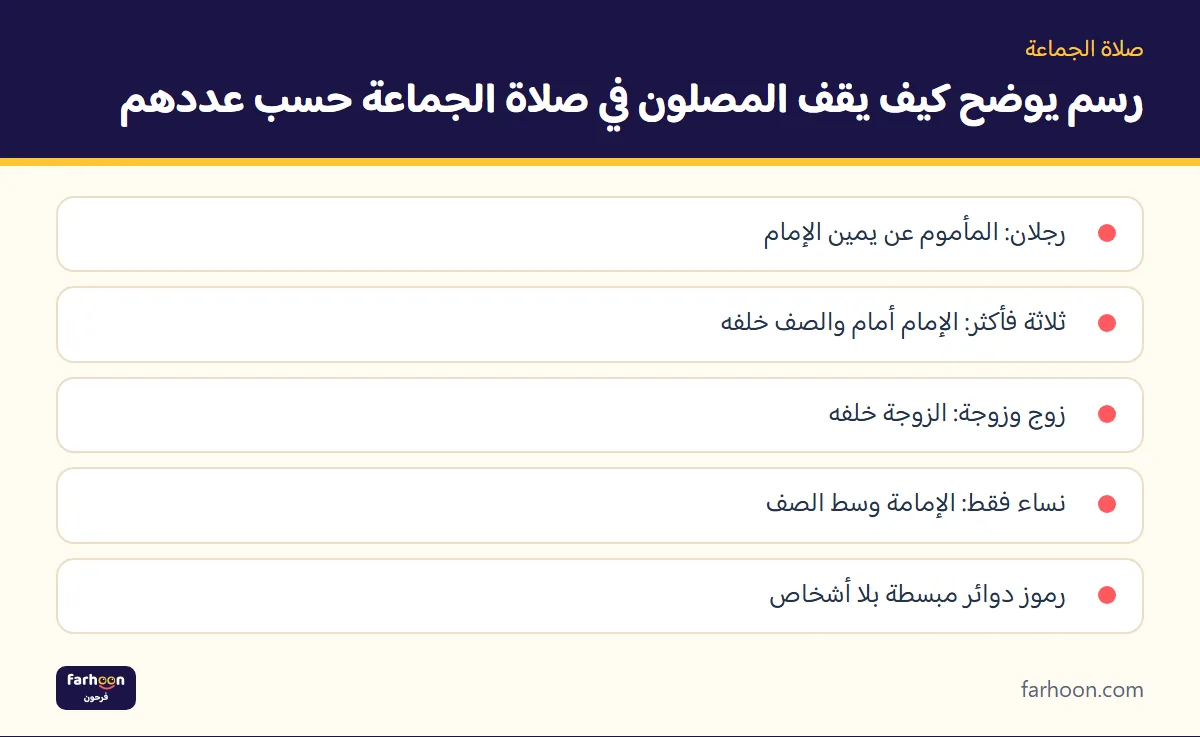 صلاة الجماعة
رسم يوضح كيف يقف المصلون في صلاة الجماعة حسب عددهم
رجلان: المأموم عن يمين الإمام
ثلاثة فأكثر: الإمام أمام والصف خلفه
زوج وزوجة: الزوجة خلفه
نساء فقط: الإمامة وسط الصف
رموز دوائر مبسطة بلا أشخاص
farhoon.com
farhoon
فرحون